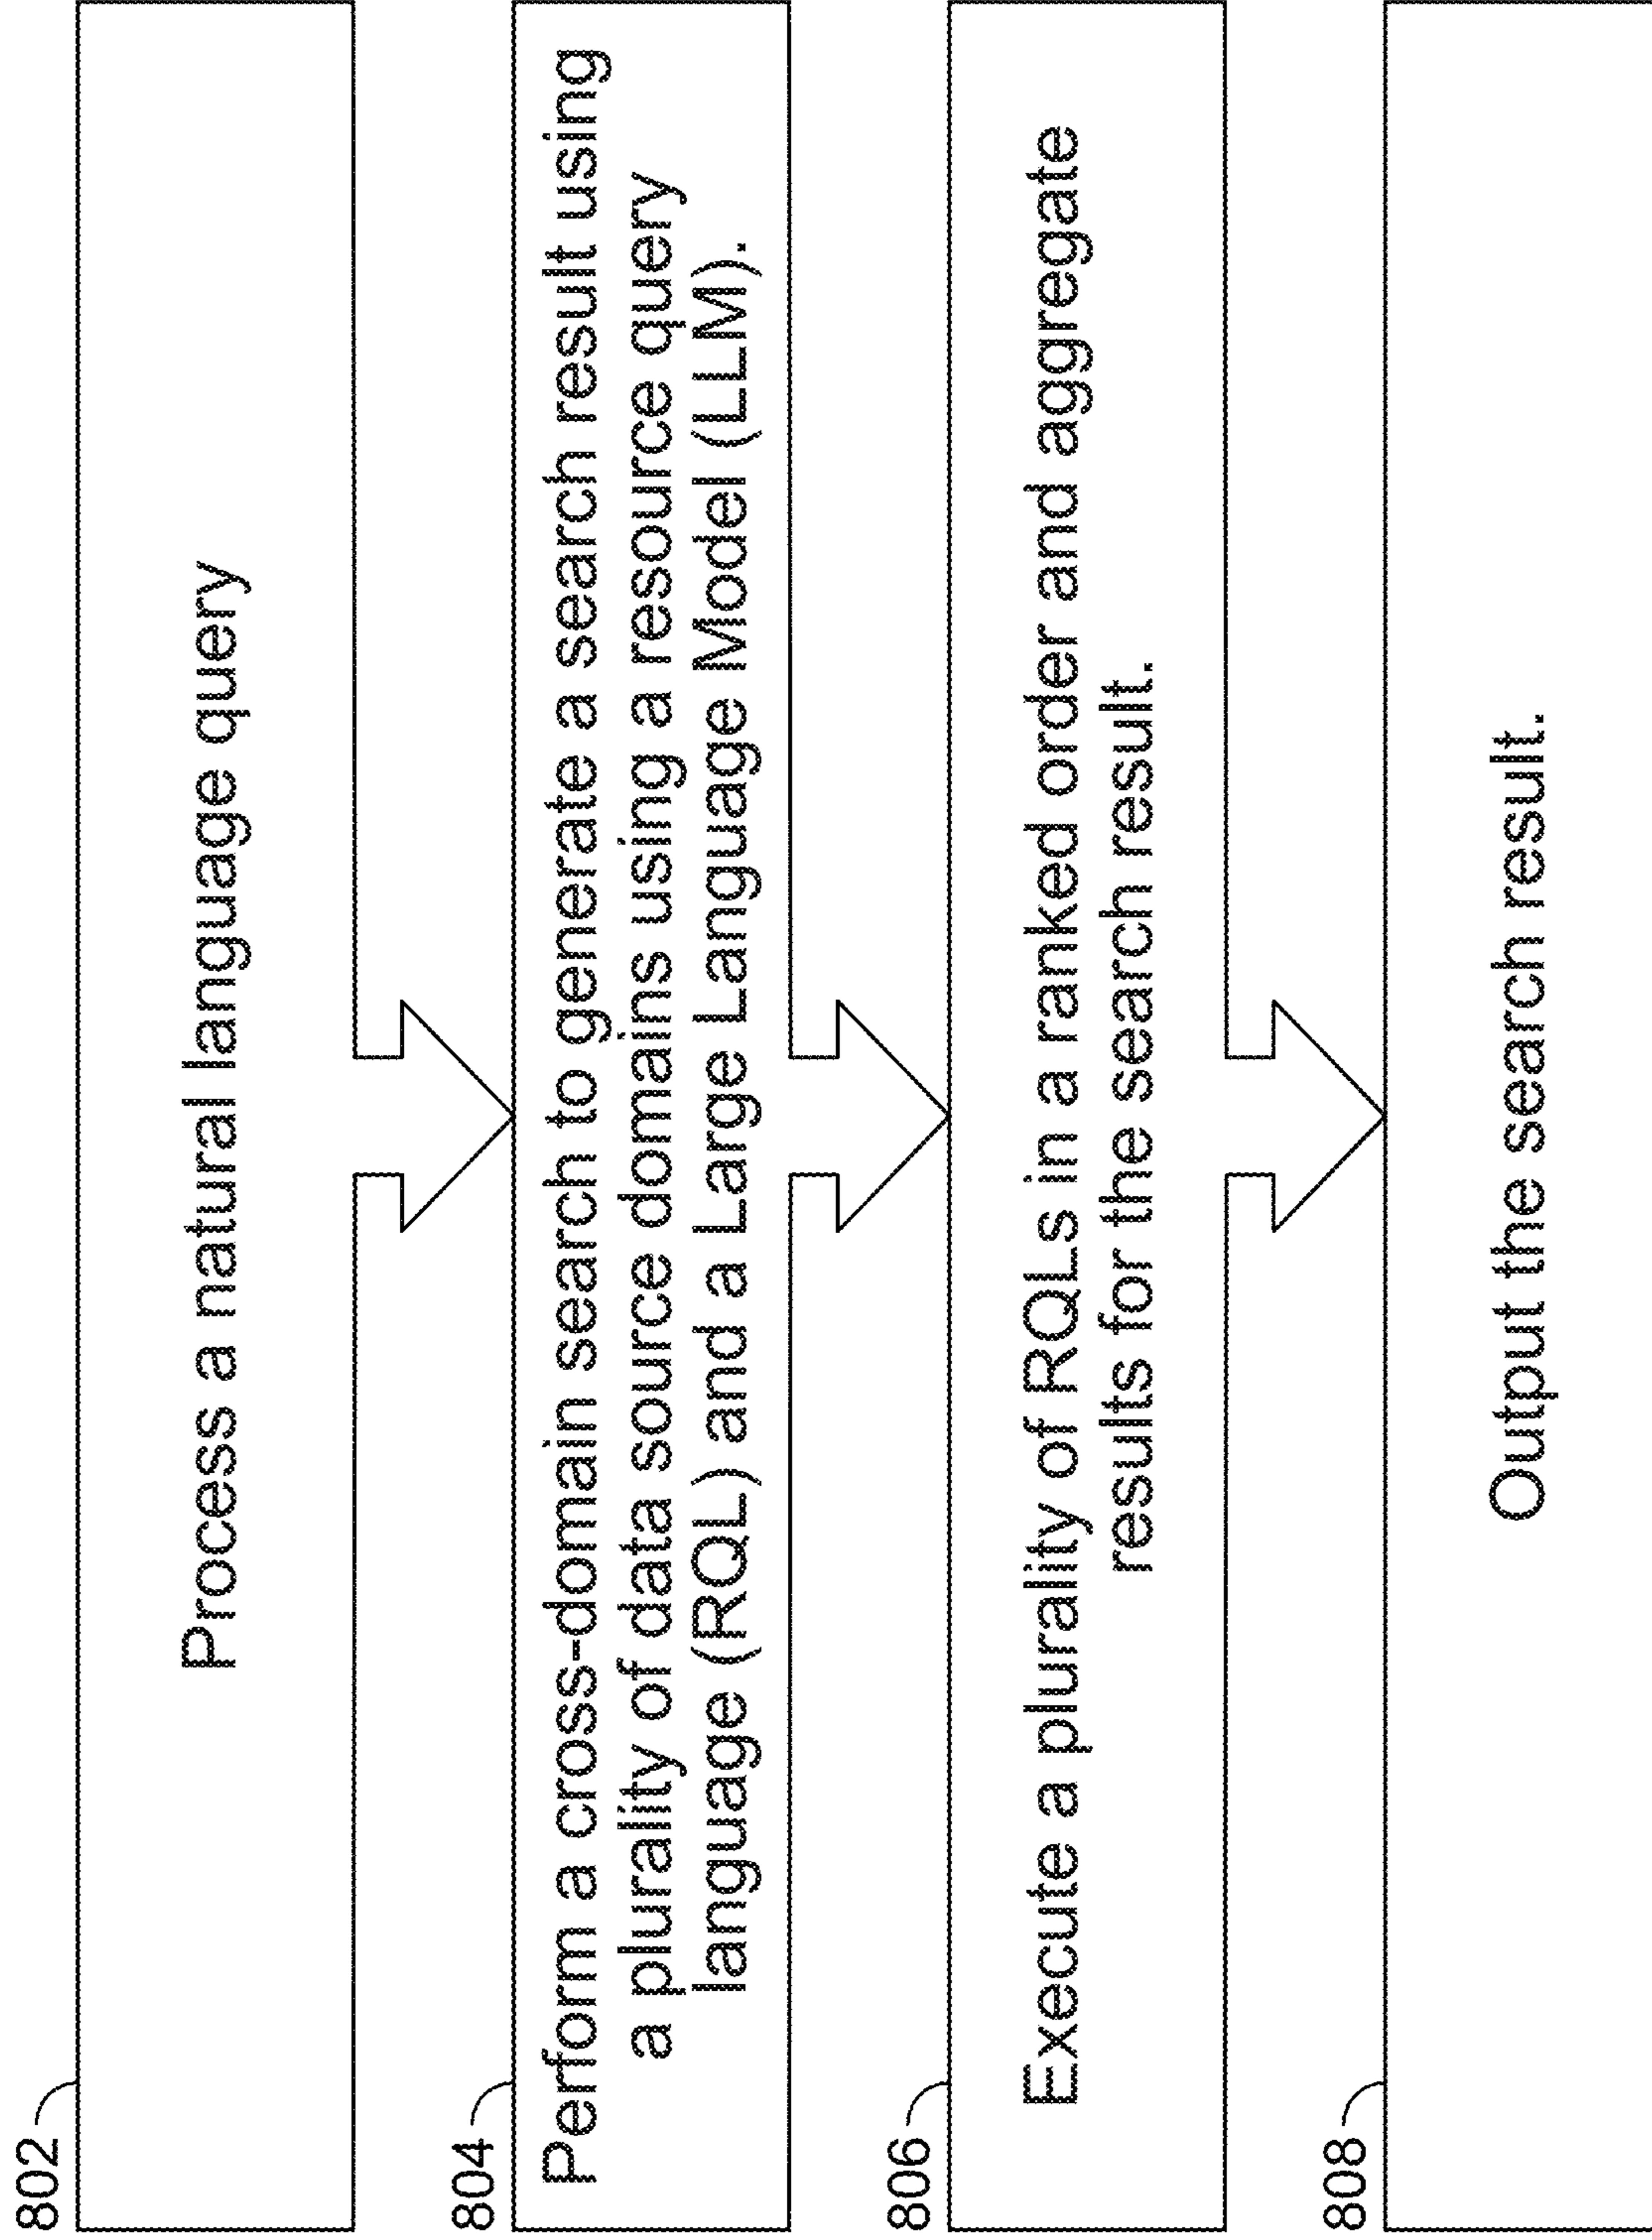 802
Process a natural language query
804
Perform a cross-domain search to generate a search result using
a plurality of data source domains using a resource query
language (RQL) and a Large Language Model (LLM).
806
Execute a plurality of RQLs in a ranked order and aggregate
results for the search result.
808
Output the search result.